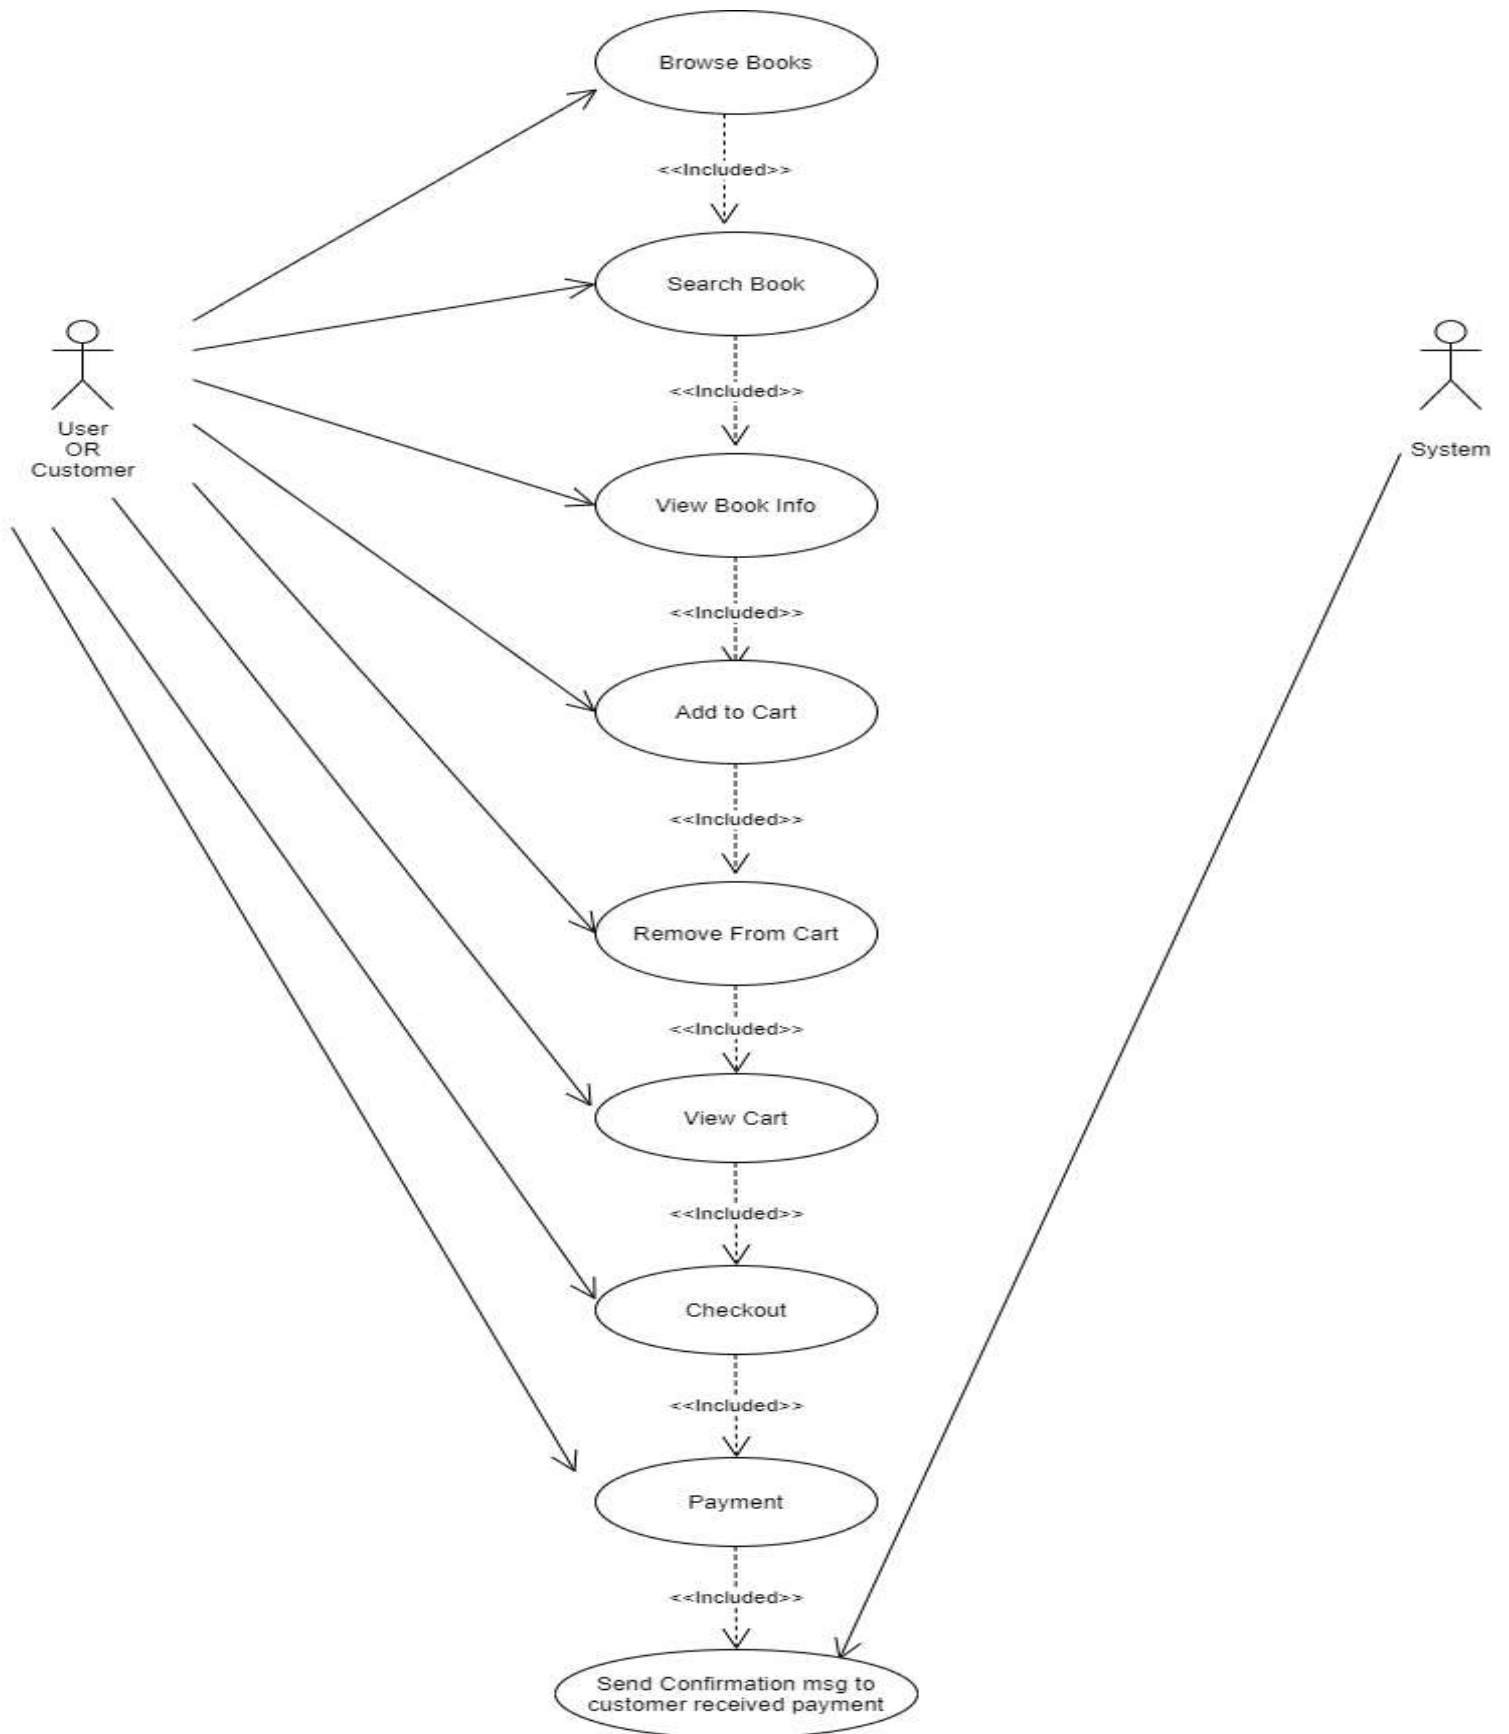 Browse Books
<<Included>>
Search Book
<<Included>>
User
OR
Customer
System
View Book Info
<<Included>>
Add to Cart
<<Included>>
Remove From Cart
<<Included>>
View Cart
<<Included>>
Checkout
<<Included>>
Payment
<<Included>>
Send Confirmation msg to
customer received payment